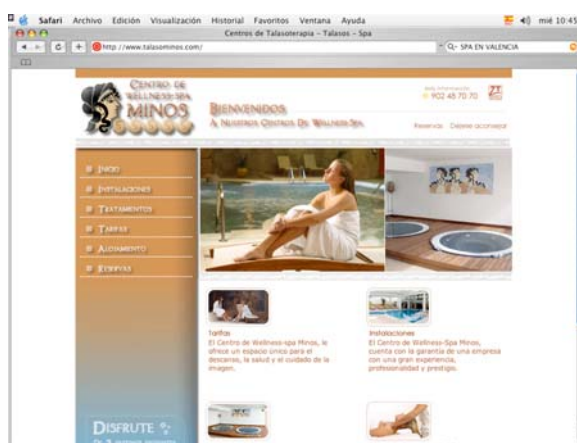 Safari Archivo Edición Visualización Historial Favoritos Ventana Ayuda
mié 10:45
Centros de Talasoterapia - Talasos - Spa
http://www.talasominos.com/
SPA EN VALENCIA
CENTRO DE
WELLNESS-SPA
MINOS
902 48 70 70
BIENVENIDOS
A NUESTROS CENTROS DE WELLNESS-SPA
Reservas Déjese aconsejar
INICIO
INSTALACIONES
TRATAMIENTOS
TARIFAS
ALOJAMIENTO
RESERVAS
Tarifas
El Centro de Wellness-spa Minos, le
ofrece un espacio único para el
descanso, la salud y el cuidado de la
imagen.
Instalaciones
El Centro de Wellness-Spa Minos,
cuenta con la garantía de una empresa
con una gran experiencia,
profesionalidad y prestigio.
DISFRUTE